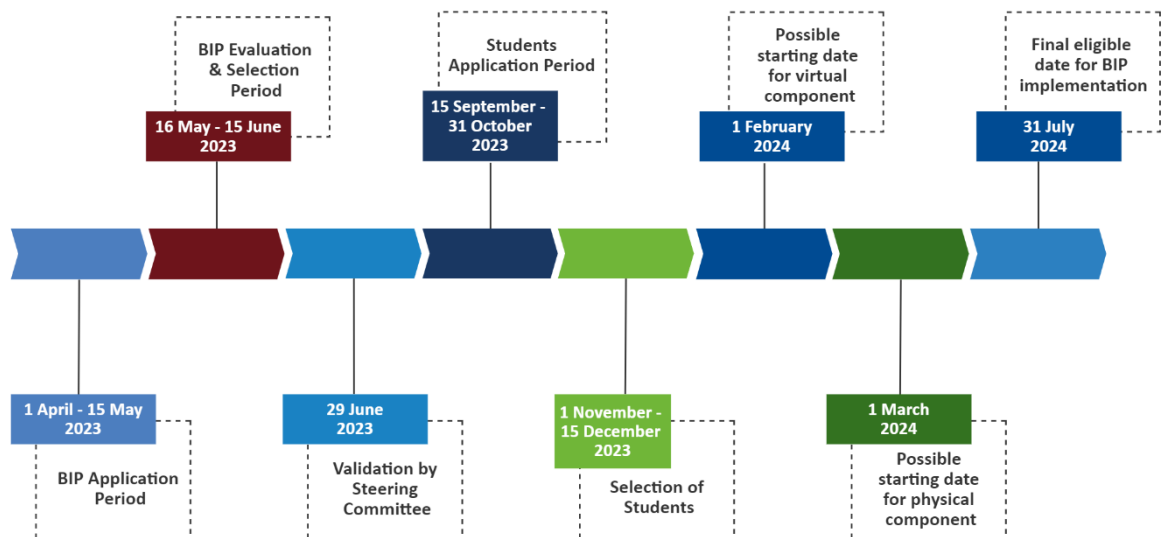 BIP Evaluation
& Selection
Period
16 May - 15 June
2023
Students
Application Period
15 September -
31 October
2023
Possible
starting date
for virtual
component
1 February
2024
Final eligible
date for BIP
implementation
31 July
2024
1 April - 15 May
2023
BIP Application
Period
29 June
2023
Validation by
Steering
Committee
1 November -
15 December
2023
Selection of
Students
1 March
2024
Possible
starting date
for physical
component